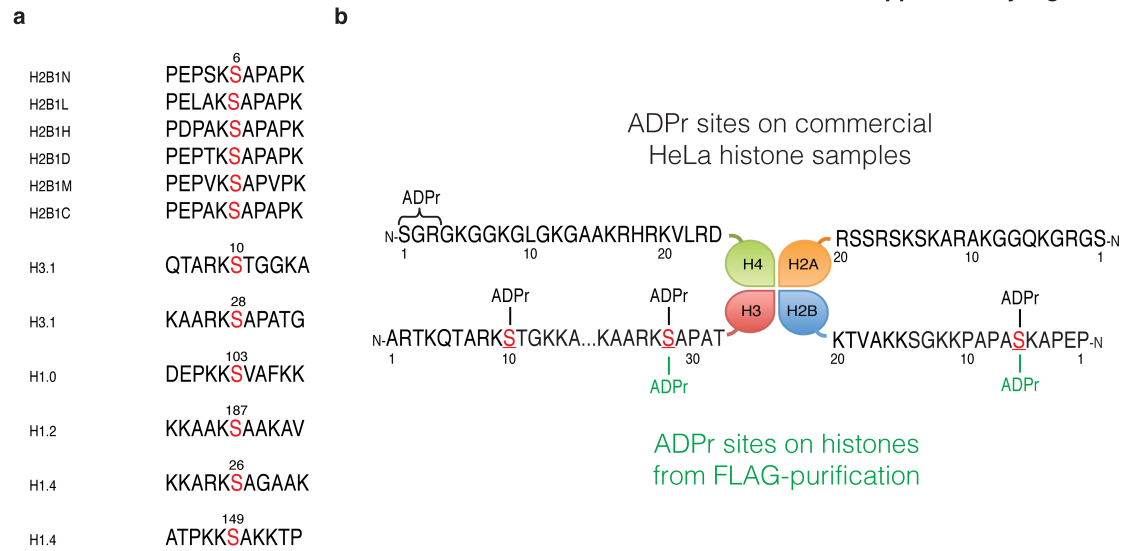 a
b
6
H2B1N PEPSKSAPAPK
H2B1L PELAKSAPAPK
H2B1H PDPAKSAPAPK
H2B1D PEPTKSAPAPK
H2B1M PEPVKSAPVPK
H2B1C PEPAKSAPAPK
10
H3.1 QTARKSTGGKA
28
H3.1 KAARKSAPATG
103
H1.0 DEPKKSVAFKK
187
H1.2 KKAAKSAAKAV
26
H1.4 KKARKSAGAAK
149
H1.4 ATPKKSAKKTP
ADPr sites on commercial
HeLa histone samples
ADPr
N-SGRGKGGKGLGKGAAKRHRKVLRD
1 10 20
H4 H2A
RSSRSKSKARAKGGQKGRGS-N
20 10 1
ADPr ADPr
N-ARTKQTARKSTGKKA...KAARKSAPAT
1 10 30
ADPr
H3 H2B
ADPr
KTVAKKSGKKPAPASKAPEP-N
20 10 1
ADPr
ADPr sites on histones
from FLAG-purification